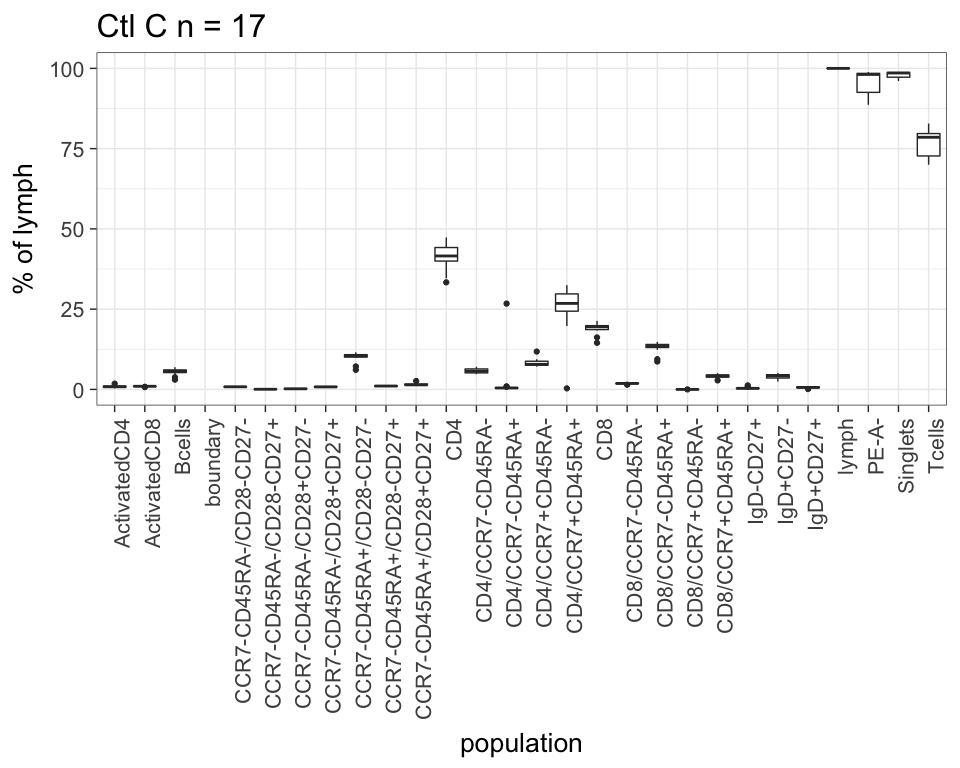 Ctl C n = 17
% of lymph
100
75
50
25
0
ActivatedCD4
ActivatedCD8
Bcells
boundary
CCR7-CD45RA-/CD28-CD27-
CCR7-CD45RA-/CD28-CD27+
CCR7-CD45RA-/CD28+CD27-
CCR7-CD45RA-/CD28+CD27+
CCR7-CD45RA+/CD28-CD27-
CCR7-CD45RA+/CD28-CD27+
CCR7-CD45RA+/CD28+CD27+
CD4
CD4/CCR7-CD45RA-
CD4/CCR7-CD45RA+
CD4/CCR7+CD45RA-
CD4/CCR7+CD45RA+
CD8
CD8/CCR7-CD45RA-
CD8/CCR7-CD45RA+
CD8/CCR7+CD45RA-
CD8/CCR7+CD45RA+
IgD-CD27+
IgD+CD27-
IgD+CD27+
lymph
PE-A-
Singlets
Tcells
population